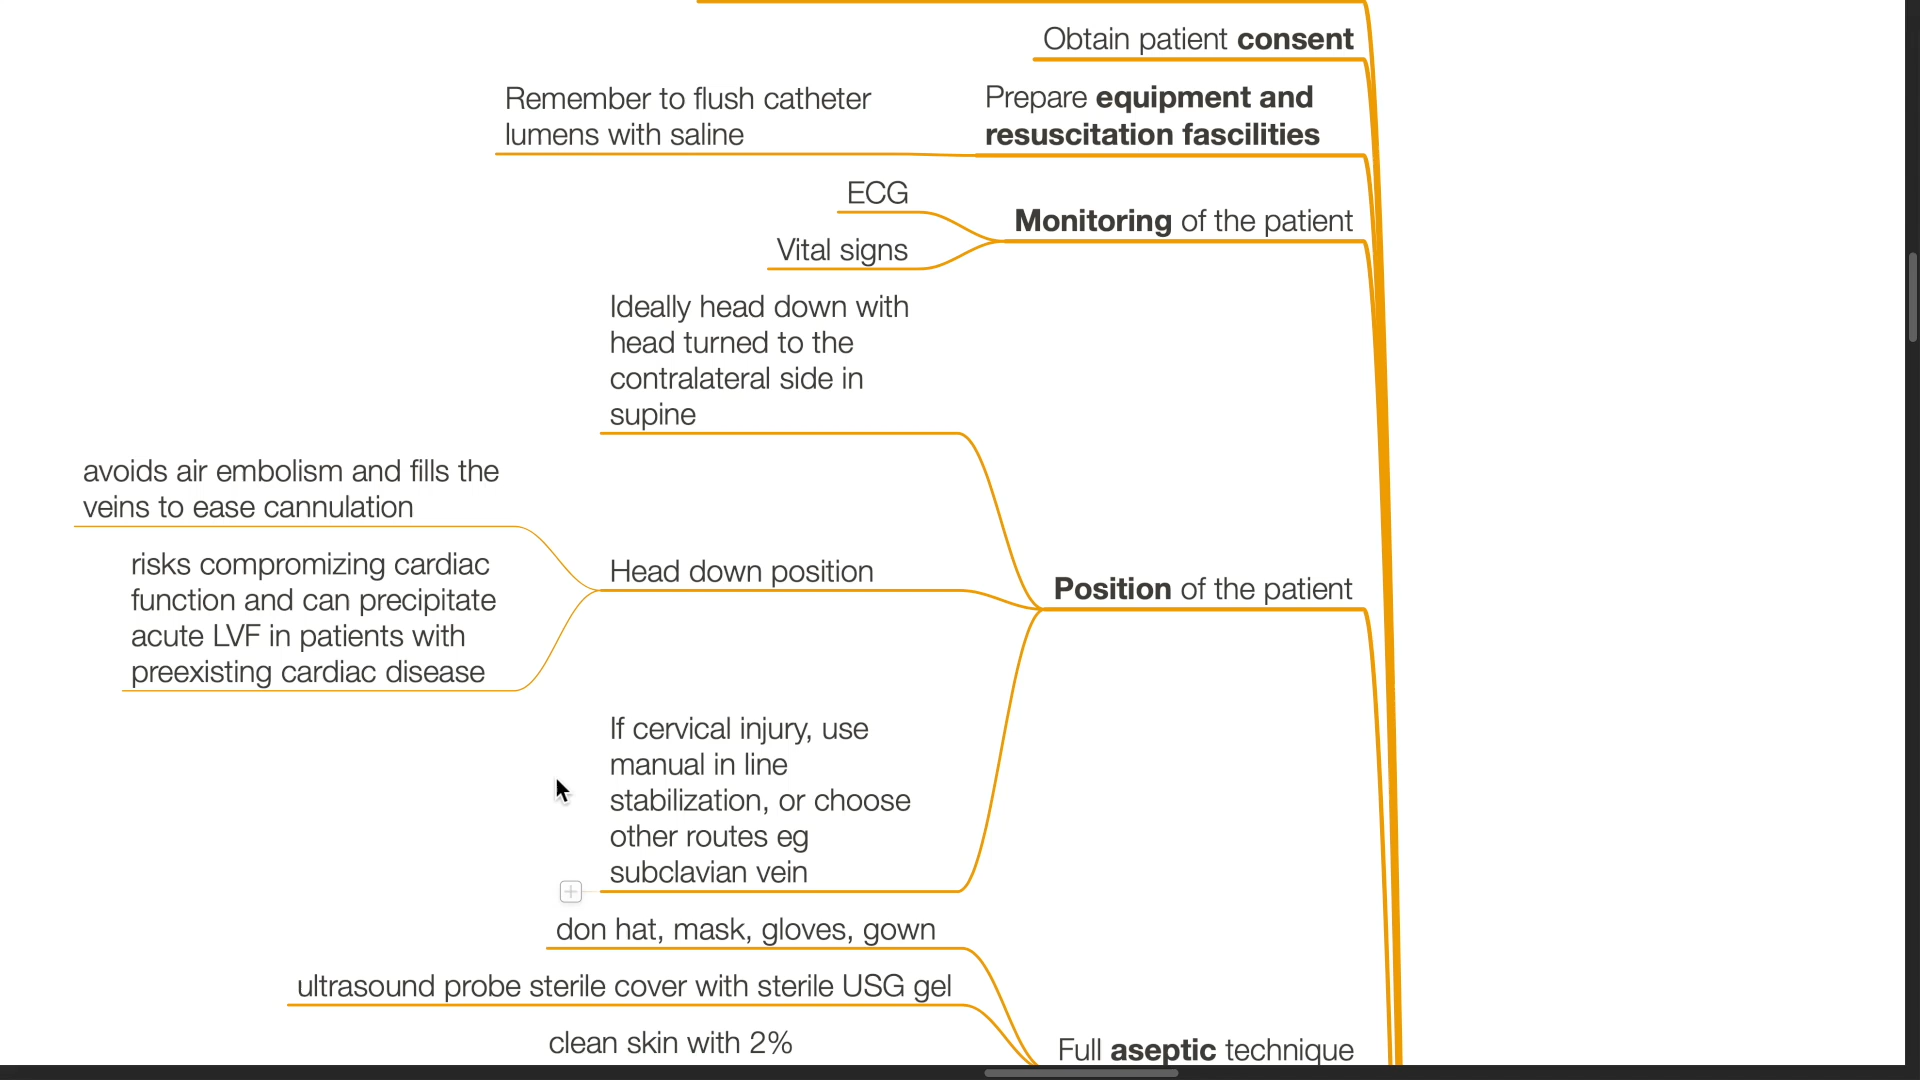 Obtain patient consent
Prepare equipment and
resuscitation fascilities
Remember to flush catheter
lumens with saline
Monitoring of the patient
ECG
Vital signs
Position of the patient
Ideally head down with
head turned to the
contralateral side in
supine
Head down position
avoids air embolism and fills the
veins to ease cannulation
risks compromizing cardiac
function and can precipitate
acute LVF in patients with
preexisting cardiac disease
If cervical injury, use
manual in line
stabilization, or choose
other routes eg
subclavian vein
Full aseptic technique
don hat, mask, gloves, gown
ultrasound probe sterile cover with sterile USG gel
clean skin with 2%